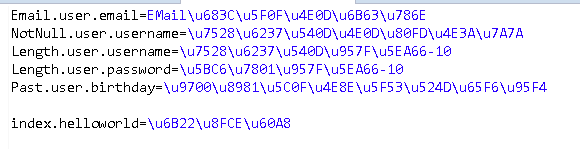 Email.user.email=EMail\u683C\u5F0F\u4E0D\u6B63\u786E
NotNull.user.username=\u7528\u6237\u540D\u4E0D\u80FD\u4E3A\u7A7A
Length.user.username=\u7528\u6237\u540D\u957F\u5EA66-10
Length.user.password=\u5BC6\u7801\u957F\u5EA66-10
Past.user.birthday=\u9700\u8981\u5C0F\u4E8E\u5F53\u524D\u65F6\u95F4
index.helloworld=\u6B22\u8FCE\u60A8